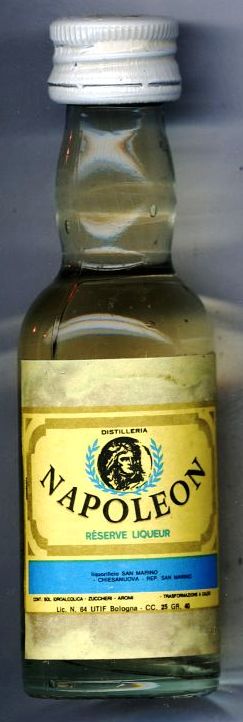 DISTILLERIA
NAPOLEON
RÉSERVE LIQUEUR
liquorificio SAN MARINO
- CHIESANUOVA - REP. SAN MARINO
CONT. SOL. IDROALCOLICA - ZUCCHERI - AROMI - TRASFORMAZIONE A CALDO
Lic. N. 64 UTIF Bologna - CC. 25 GR. 40